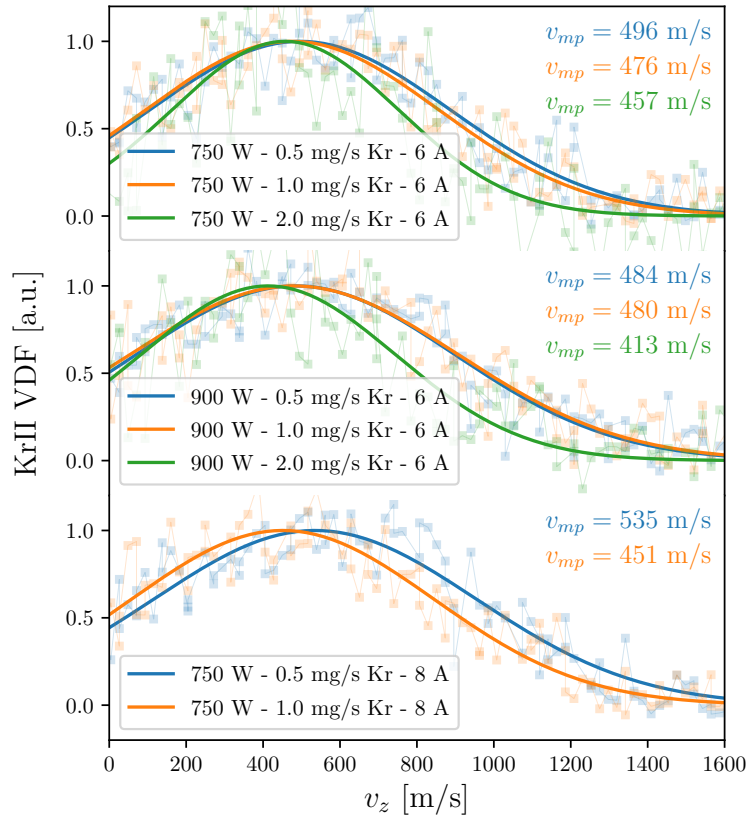 KrII VDF [a.u.]
1.0
0.5
0.0
v_mp = 496 m/s
v_mp = 476 m/s
v_mp = 457 m/s
750 W - 0.5 mg/s Kr - 6 A
750 W - 1.0 mg/s Kr - 6 A
750 W - 2.0 mg/s Kr - 6 A
1.0
0.5
0.0
v_mp = 484 m/s
v_mp = 480 m/s
v_mp = 413 m/s
900 W - 0.5 mg/s Kr - 6 A
900 W - 1.0 mg/s Kr - 6 A
900 W - 2.0 mg/s Kr - 6 A
1.0
0.5
0.0
v_mp = 535 m/s
v_mp = 451 m/s
750 W - 0.5 mg/s Kr - 8 A
750 W - 1.0 mg/s Kr - 8 A
0 200 400 600 800 1000 1200 1400 1600
v_z [m/s]